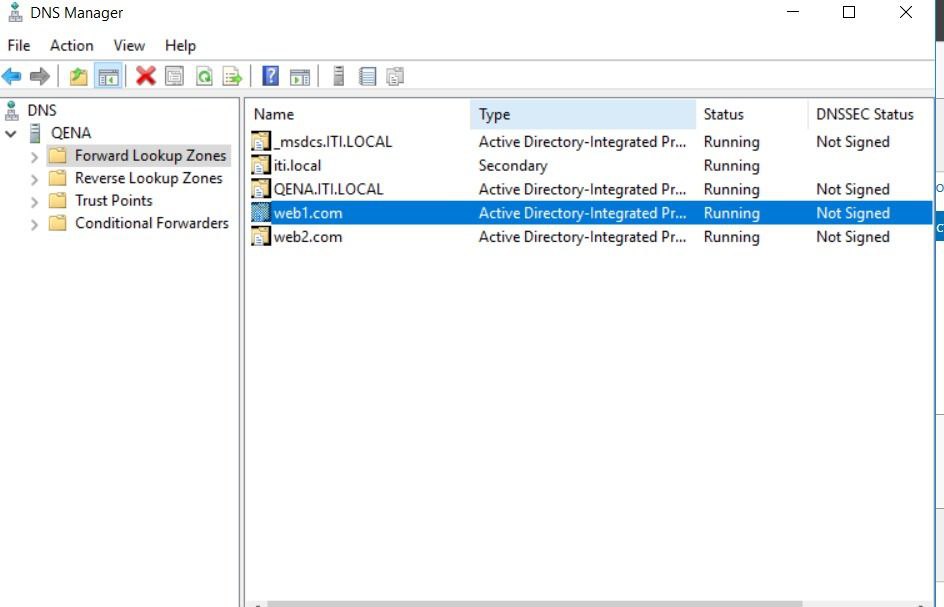 DNS Manager
File Action View Help
DNS
QENA
Forward Lookup Zones
Reverse Lookup Zones
Trust Points
Conditional Forwarders
Name Type Status DNSSEC Status
_msdcs.ITI.LOCAL Active Directory-Integrated Pr... Running Not Signed
iti.local Secondary Running
QENA.ITI.LOCAL Active Directory-Integrated Pr... Running Not Signed
web1.com Active Directory-Integrated Pr... Running Not Signed
web2.com Active Directory-Integrated Pr... Running Not Signed